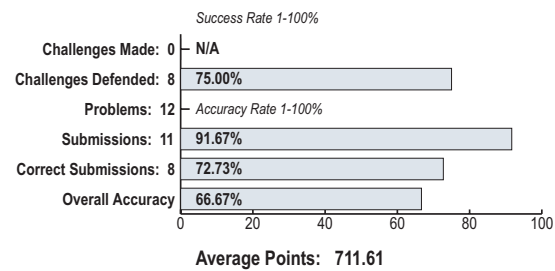 Success Rate 1-100%
Challenges Made: 0 N/A
Challenges Defended: 8 75.00%
Problems: 12 Accuracy Rate 1-100%
Submissions: 11 91.67%
Correct Submissions: 8 72.73%
Overall Accuracy 66.67%
0 20 40 60 80 100
Average Points: 711.61